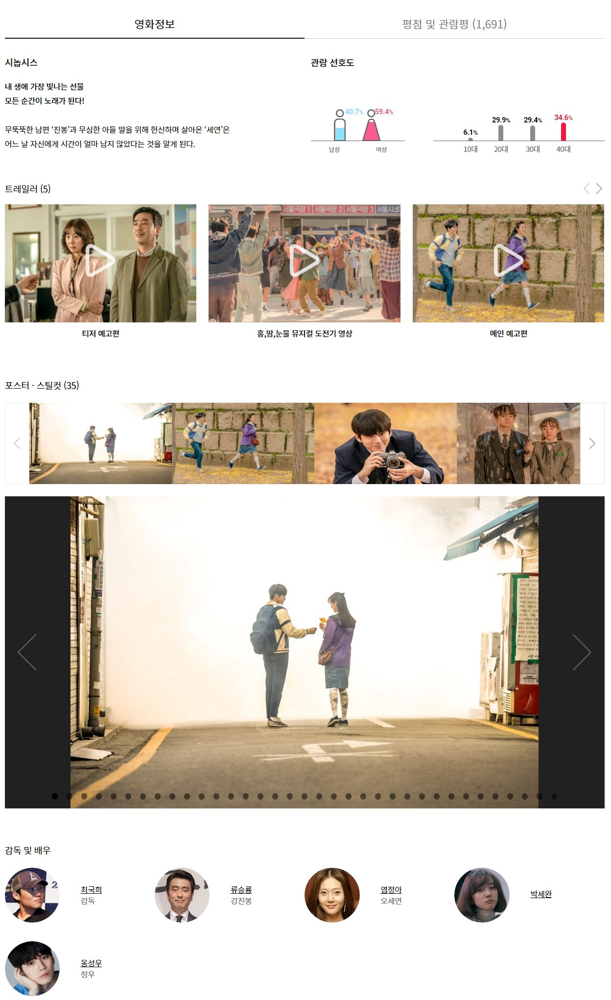 영화정보
평점 및 관람평 (1,691)
시놉시스
내 생애 가장 빛나는 선물
모든 순간이 노래가 된다!
무뚝뚝한 남편 ‘진봉’과 무심한 아들 딸을 위해 헌신하며 살아온 ‘세연’은
어느 날 자신에게 시간이 얼마 남지 않았다는 것을 알게 된다.
관람 선호도
40.7%
59.4%
남성
여성
6.1%
29.9%
29.4%
34.6%
10대
20대
30대
40대
트레일러 (5)
서울극장 1
서울극장 2
서울극장 3
서울시네
티저 예고편
흥,땀,눈물 뮤지컬 도전기 영상
메인 예고편
포스터 · 스틸컷 (35)
감독 및 배우
최국희
감독
류승룡
강진봉
염정아
오세연
박세완
옹성우
정우